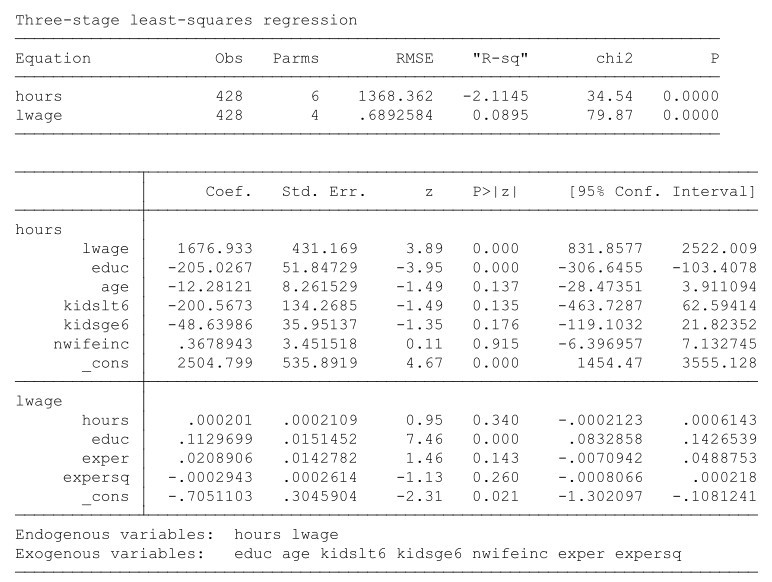 Three-stage least-squares regression
Equation Obs Parms RMSE "R-sq" chi2 P
hours 428 6 1368.362 -2.1145 34.54 0.0000
lwage 428 4 .6892584 0.0895 79.87 0.0000
Coef. Std. Err. z P>|z| [95% Conf. Interval]
hours
lwage 1676.933 431.169 3.89 0.000 831.8577 2522.009
educ -205.0267 51.84729 -3.95 0.000 -306.6455 -103.4078
age -12.28121 8.261529 -1.49 0.137 -28.47351 3.911094
kidslt6 -200.5673 134.2685 -1.49 0.135 -463.7287 62.59414
kidsge6 -48.63986 35.95137 -1.35 0.176 -119.1032 21.82352
nwifeinc .3678943 3.451518 0.11 0.915 -6.396957 7.132745
_cons 2504.799 535.8919 4.67 0.000 1454.47 3555.128
lwage
hours .000201 .0002109 0.95 0.340 -.0002123 .0006143
educ .1129699 .0151452 7.46 0.000 .0832858 .1426539
exper .0208906 .0142782 1.46 0.143 -.0070942 .0488753
expersq -.0002943 .0002614 -1.13 0.260 -.0008066 .000218
_cons -.7051103 .3045904 -2.31 0.021 -1.302097 -.1081241
Endogenous variables: hours lwage
Exogenous variables: educ age kidslt6 kidsge6 nwifeinc exper expersq